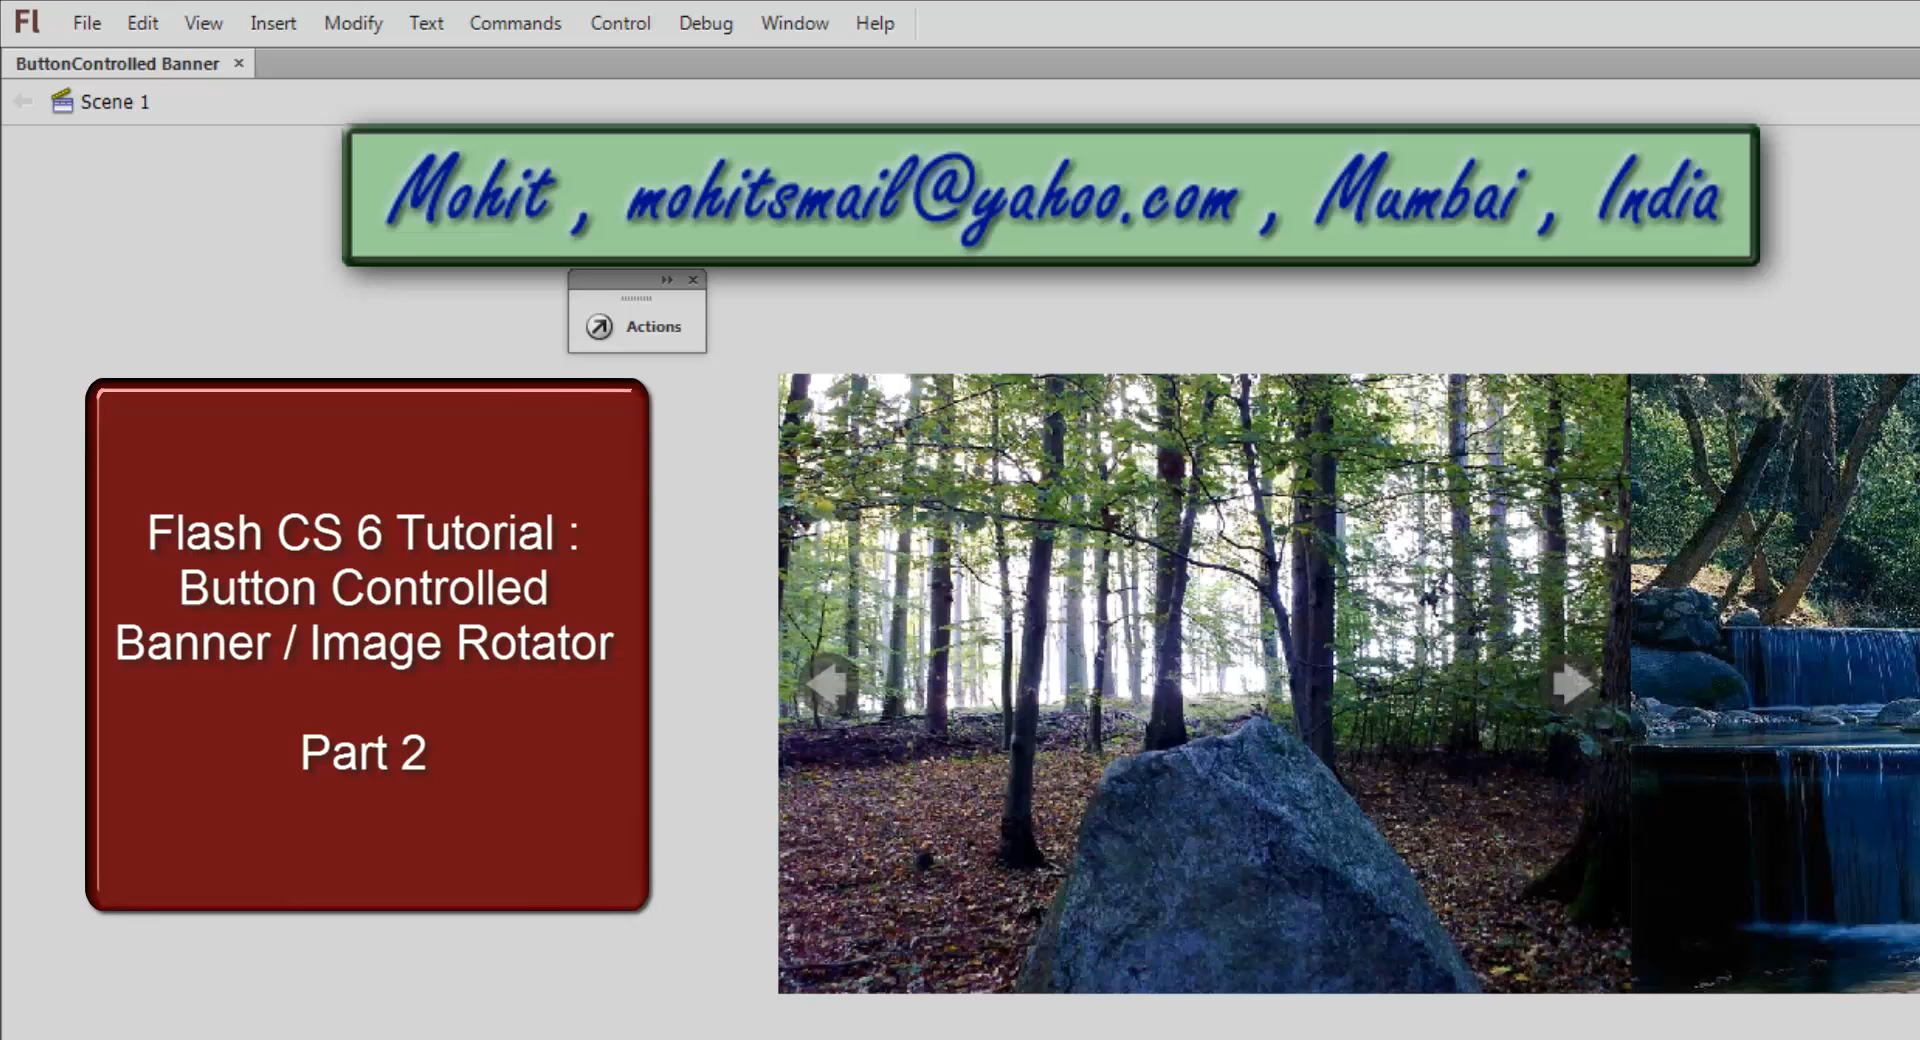 Fl File Edit View Insert Modify Text Commands Control Debug Window Help
ButtonControlled Banner ×
Scene 1
Mohit , mohitsmail@yahoo.com , Mumbai , India
Actions
Flash CS 6 Tutorial :
Button Controlled
Banner / Image Rotator
Part 2